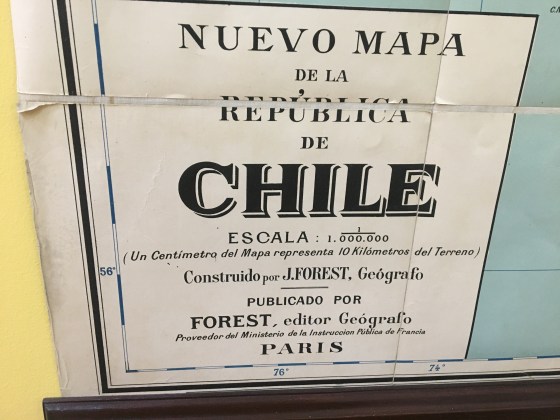 NUEVO MAPA
DE LA
REPÚBLICA
DE
CHILE
ESCALA : 1/1.000.000
(Un Centímetro del Mapa representa 10 Kilómetros del Terreno)
Construido por J.FOREST, Geógrafo
PUBLICADO POR
FOREST, editor Geógrafo
Proveedor del Ministerio de la Instruccion Pública de Francia
PARIS
56°
76°
74°